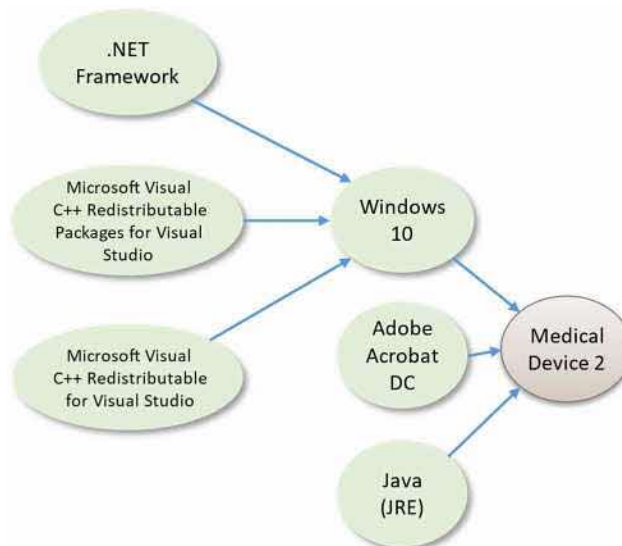 .NET
Framework
Microsoft Visual
C++ Redistributable
Packages for Visual
Studio
Windows
10
Microsoft Visual
C++ Redistributable
for Visual Studio
Adobe
Acrobat
DC
Medical
Device 2
Java
(JRE)